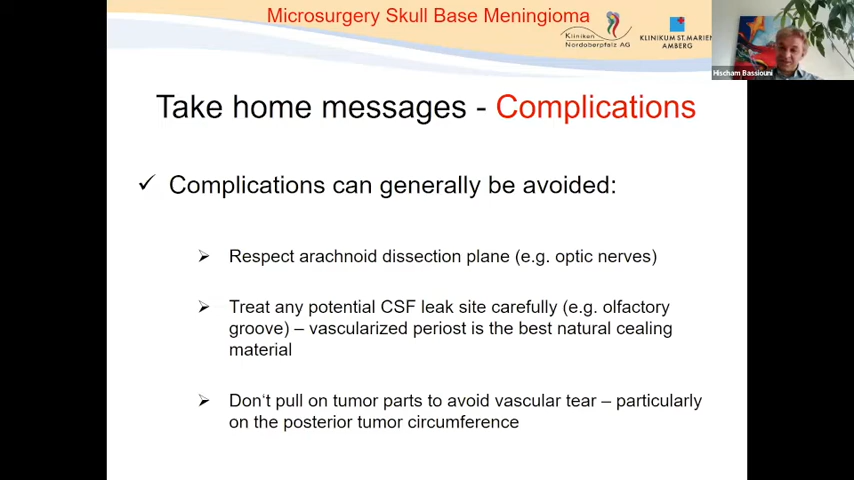 Microsurgery Skull Base Meningioma
Kliniken
Nordoberpfalz AG
KLINIKUM ST. MARIEN
AMBERG
Hischam Bassiouni
Take home messages - Complications
✓ Complications can generally be avoided:
➢ Respect arachnoid dissection plane (e.g. optic nerves)
➢ Treat any potential CSF leak site carefully (e.g. olfactory
groove) – vascularized periost is the best natural cealing
material
➢ Don‘t pull on tumor parts to avoid vascular tear – particularly
on the posterior tumor circumference